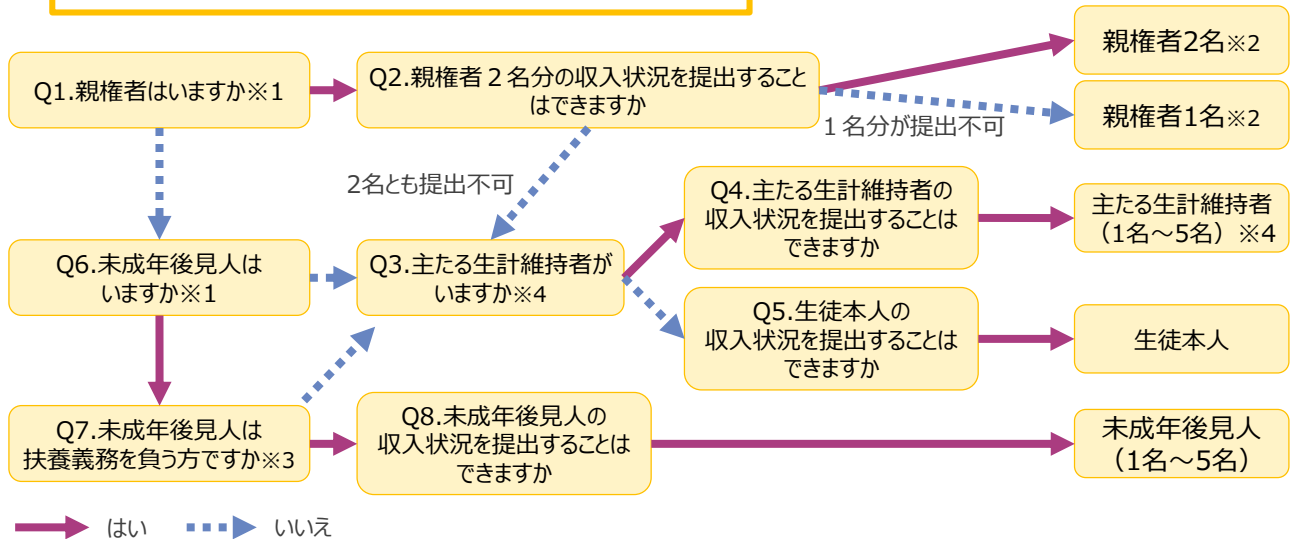 Q1.親権者はいますか※1
Q2.親権者２名分の収入状況を提出すること
はできますか
親権者2名※2
親権者1名※2
１名分が提出不可
2名とも提出不可
Q4.主たる生計維持者の
収入状況を提出することは
できますか
主たる生計維持者
（1名～5名）※4
Q6.未成年後見人は
いますか※1
Q3.主たる生計維持者が
いますか※4
Q5.生徒本人の
収入状況を提出することは
できますか
生徒本人
Q7.未成年後見人は
扶養義務を負う方ですか※3
Q8.未成年後見人の
収入状況を提出することは
できますか
未成年後見人
（1名～5名）
はい
いいえ